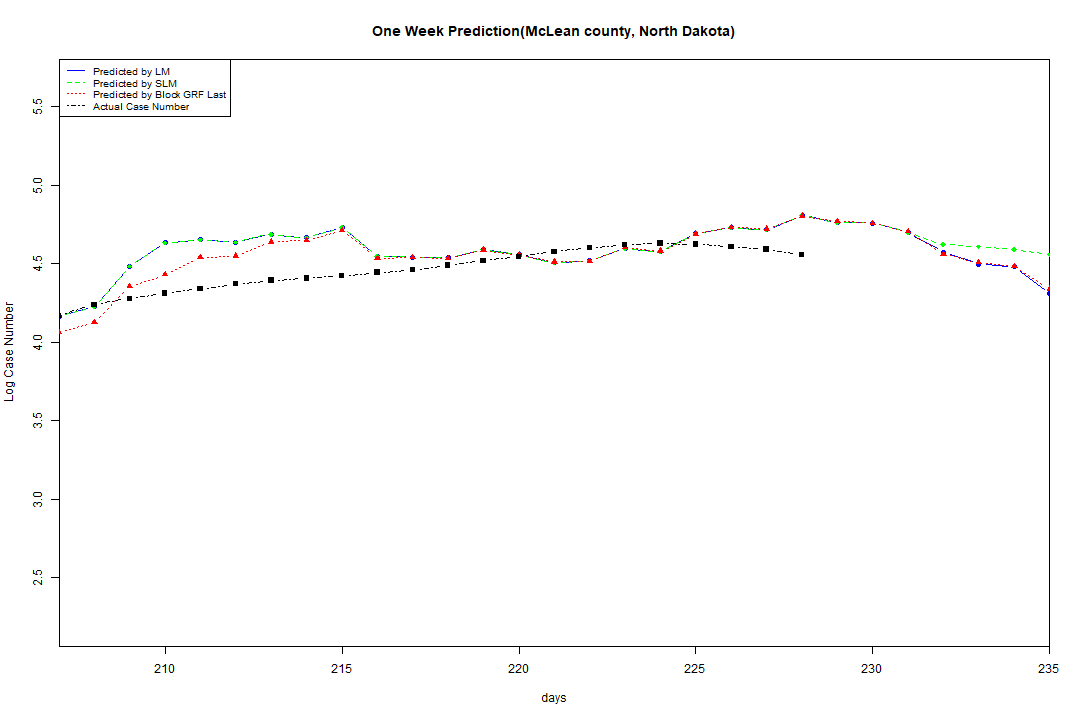 One Week Prediction(McLean county, North Dakota)
Predicted by LM
Predicted by SLM
Predicted by Block GRF Last
Actual Case Number
5.5
5.0
4.5
4.0
3.5
3.0
2.5
Log Case Number
210 215 220 225 230 235
days